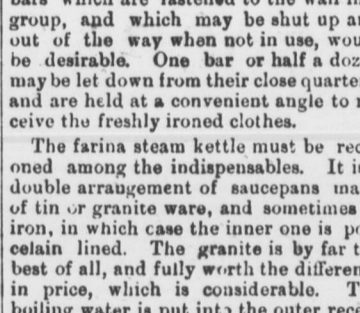 bars which are fastened to the wall in
group, and which may be shut up a
out of the way when not in use, wou
be desirable. One bar or half a doz
may be let down from their close quarte
and are held at a convenient angle to r
ceive the freshly ironed clothes.
The farina steam kettle must be rec
oned among the indispensables. It i
double arrangement of saucepans ma
of tin or granite ware, and sometimes
iron, in which case the inner one is po
celain lined. The granite is by far t
best of all, and fully worth the differen
in price, which is considerable. T
boiling water is put into the outer rece